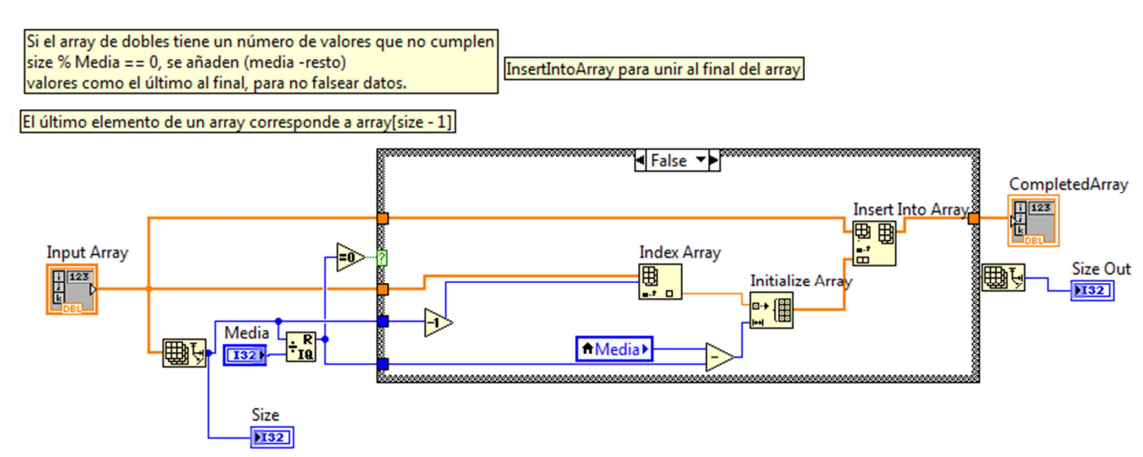 Si el array de dobles tiene un número de valores que no cumplen
size % Media == 0, se añaden (media -resto)
valores como el último al final, para no falsear datos.
InsertIntoArray para unir al final del array
El último elemento de un array corresponde a array[size - 1]
False
CompletedArray
123
DBL
Insert Into Array
Input Array
123
DBL
=0
?
Index Array
Size Out
I32
Initialize Array
-1
Media
I32
R
IQ
Media
Size
I32